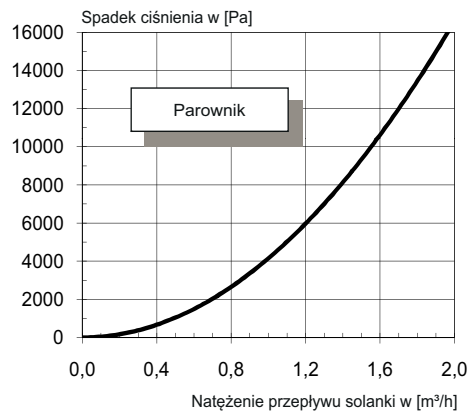 Spadek ciśnienia w [Pa]
16000
14000
12000
10000
8000
6000
4000
2000
0
Parownik
0,0 0,4 0,8 1,2 1,6 2,0
Natężenie przepływu solanki w [m³/h]